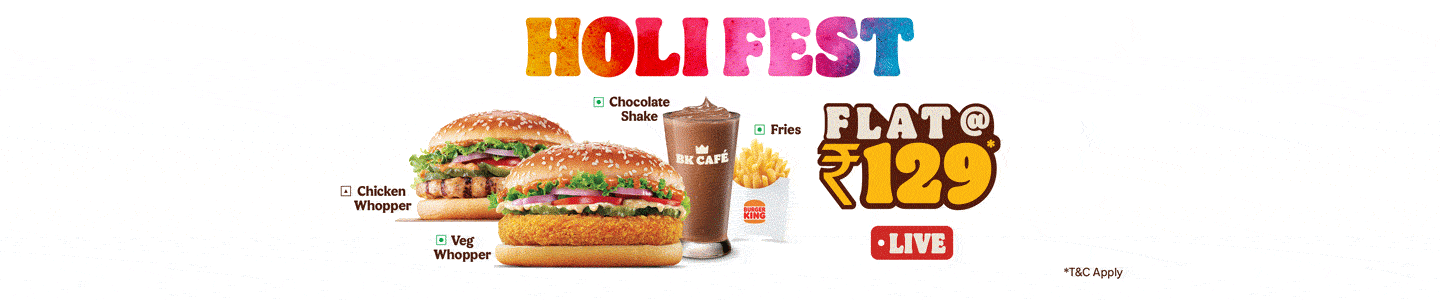 HOLI FEST
Chocolate
Shake
Fries
BK CAFÉ
FLAT @
₹129*
Chicken
Whopper
BURGER
KING
Veg
Whopper
LIVE
*T&C Apply